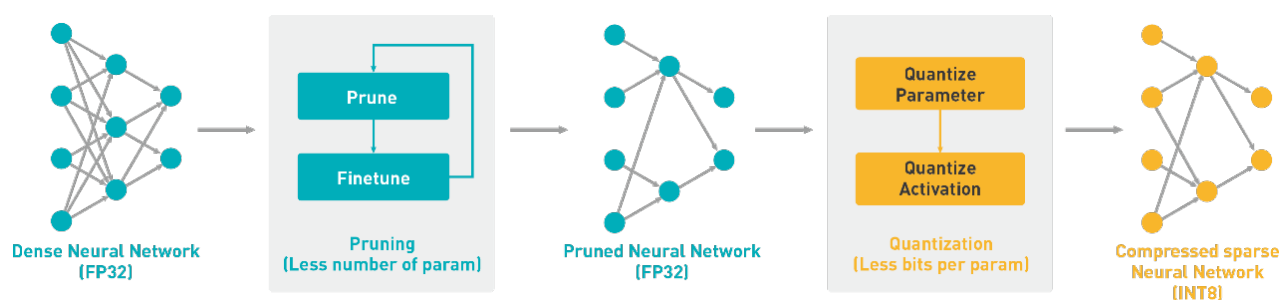 Prune
Finetune
Quantize
Parameter
Quantize
Activation
Dense Neural Network
(FP32)
Pruning
(Less number of param)
Pruned Neural Network
(FP32)
Quantization
(Less bits per param)
Compressed sparse
Neural Network
(INT8)